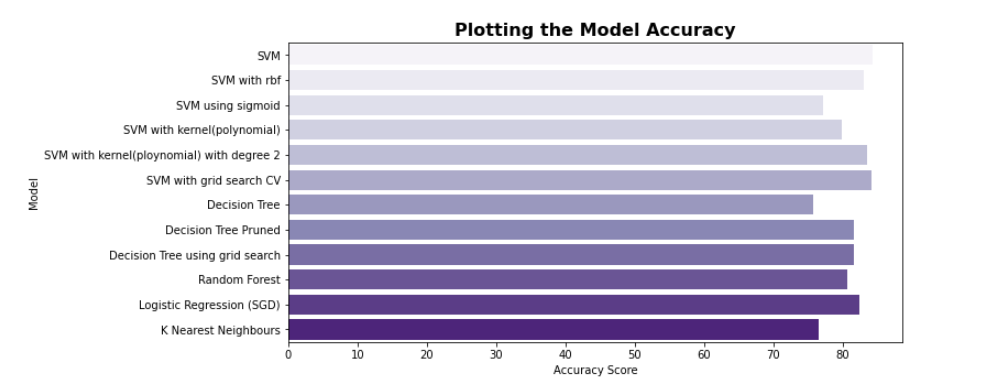 Plotting the Model Accuracy
SVM
SVM with rbf
SVM using sigmoid
SVM with kernel(polynomial)
SVM with kernel(ploynomial) with degree 2
SVM with grid search CV
Decision Tree
Decision Tree Pruned
Decision Tree using grid search
Random Forest
Logistic Regression (SGD)
K Nearest Neighbours
Model
0 10 20 30 40 50 60 70 80
Accuracy Score